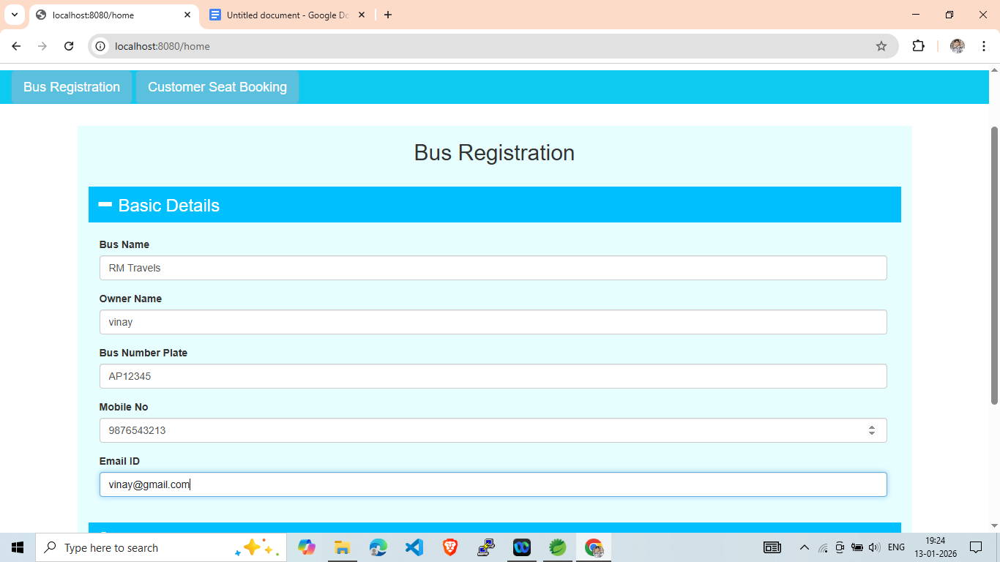 localhost:8080/home
Untitled document - Google Do
localhost:8080/home
Bus Registration
Customer Seat Booking
Bus Registration
Basic Details
Bus Name
RM Travels
Owner Name
vinay
Bus Number Plate
AP12345
Mobile No
9876543213
Email ID
vinay@gmail.com
Type here to search
ENG
19:24
13-01-2026